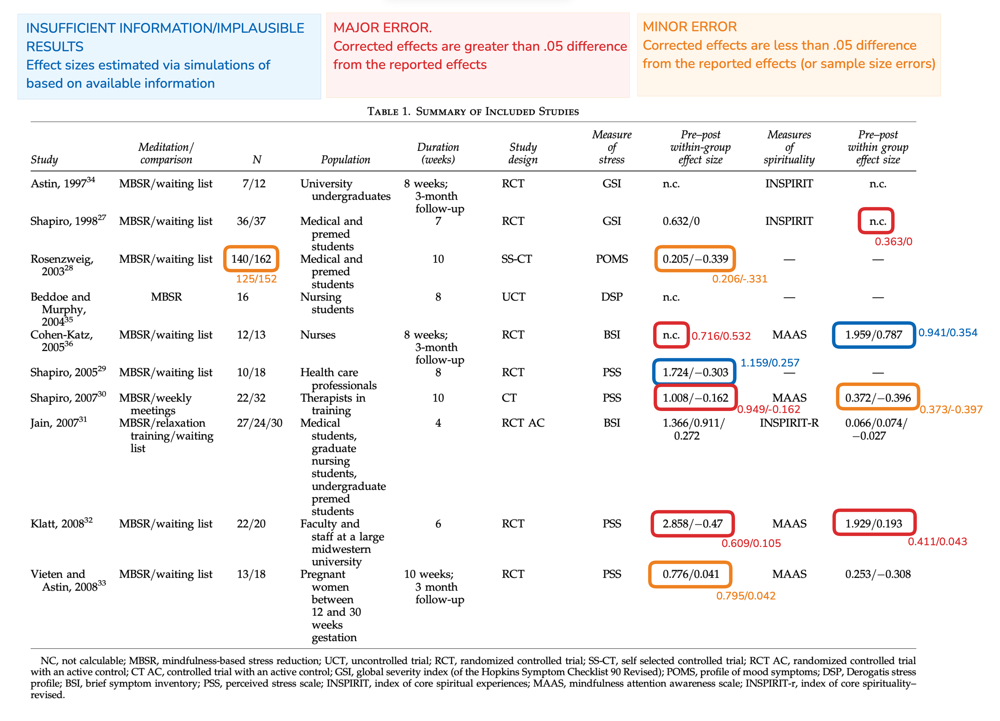 INSUFFICIENT INFORMATION/IMPLAUSIBLE
RESULTS
Effect sizes estimated via simulations of
based on available information
MAJOR ERROR.
Corrected effects are greater than .05 difference
from the reported effects
MINOR ERROR
Corrected effects are less than .05 difference
from the reported effects (or sample size errors)
TABLE 1. SUMMARY OF INCLUDED STUDIES
Study
Meditation/
comparison
N
Population
Duration
(weeks)
Study
design
Measure
of
stress
Pre–post
within-group
effect size
Measures
of
spirituality
Pre–post
within group
effect size
Astin, 1997³⁴ MBSR/waiting list 7/12 University 8 weeks; RCT GSI n.c. INSPIRIT n.c.
undergraduates 3-month
follow-up
Shapiro, 1998²⁷ MBSR/waiting list 36/37 Medical and 7 RCT GSI 0.632/0 INSPIRIT n.c.
premed 0.363/0
students
Rosenzweig, MBSR/waiting list 140/162 Medical and 10 SS-CT POMS 0.205/−0.339 — —
2003²⁸ 125/152 premed 0.206/-.331
students
Beddoe and MBSR 16 Nursing 8 UCT DSP n.c. — —
Murphy, students
2004³⁵
Cohen-Katz, MBSR/waiting list 12/13 Nurses 8 weeks; RCT BSI n.c. 0.716/0.532 MAAS 1.959/0.787 0.941/0.354
2005³⁶ 3-month
follow-up
1.159/0.257
Shapiro, 2005²⁹ MBSR/waiting list 10/18 Health care 8 RCT PSS 1.724/−0.303 — —
professionals
Shapiro, 2007³⁰ MBSR/weekly 22/32 Therapists in 10 CT PSS 1.008/−0.162 MAAS 0.372/−0.396
meetings training 0.949/-0.162 0.373/-0.397
Jain, 2007³¹ MBSR/relaxation 27/24/30 Medical 4 RCT AC BSI 1.366/0.911/ INSPIRIT-R 0.066/0.074/
training/waiting students, 0.272 −0.027
list graduate
nursing
students,
undergraduate
premed
students
Klatt, 2008³² MBSR/waiting list 22/20 Faculty and 6 RCT PSS 2.858/−0.47 MAAS 1.929/0.193
staff at a large 0.609/0.105 0.411/0.043
midwestern
university
Vieten and MBSR/waiting list 13/18 Pregnant 10 weeks; RCT PSS 0.776/0.041 MAAS 0.253/−0.308
Astin, 2008³³ women 3 month 0.795/0.042
between follow-up
12 and 30
weeks
gestation
NC, not calculable; MBSR, mindfulness-based stress reduction; UCT, uncontrolled trial; RCT, randomized controlled trial; SS-CT, self selected controlled trial; RCT AC, randomized controlled trial
with an active control; CT AC, controlled trial with an active control; GSI, global severity index (of the Hopkins Symptom Checklist 90 Revised); POMS, profile of mood symptoms; DSP, Derogatis stress
profile; BSI, brief symptom inventory; PSS, perceived stress scale; INSPIRIT, index of core spiritual experiences; MAAS, mindfulness attention awareness scale; INSPIRIT-r, index of core spirituality–
revised.